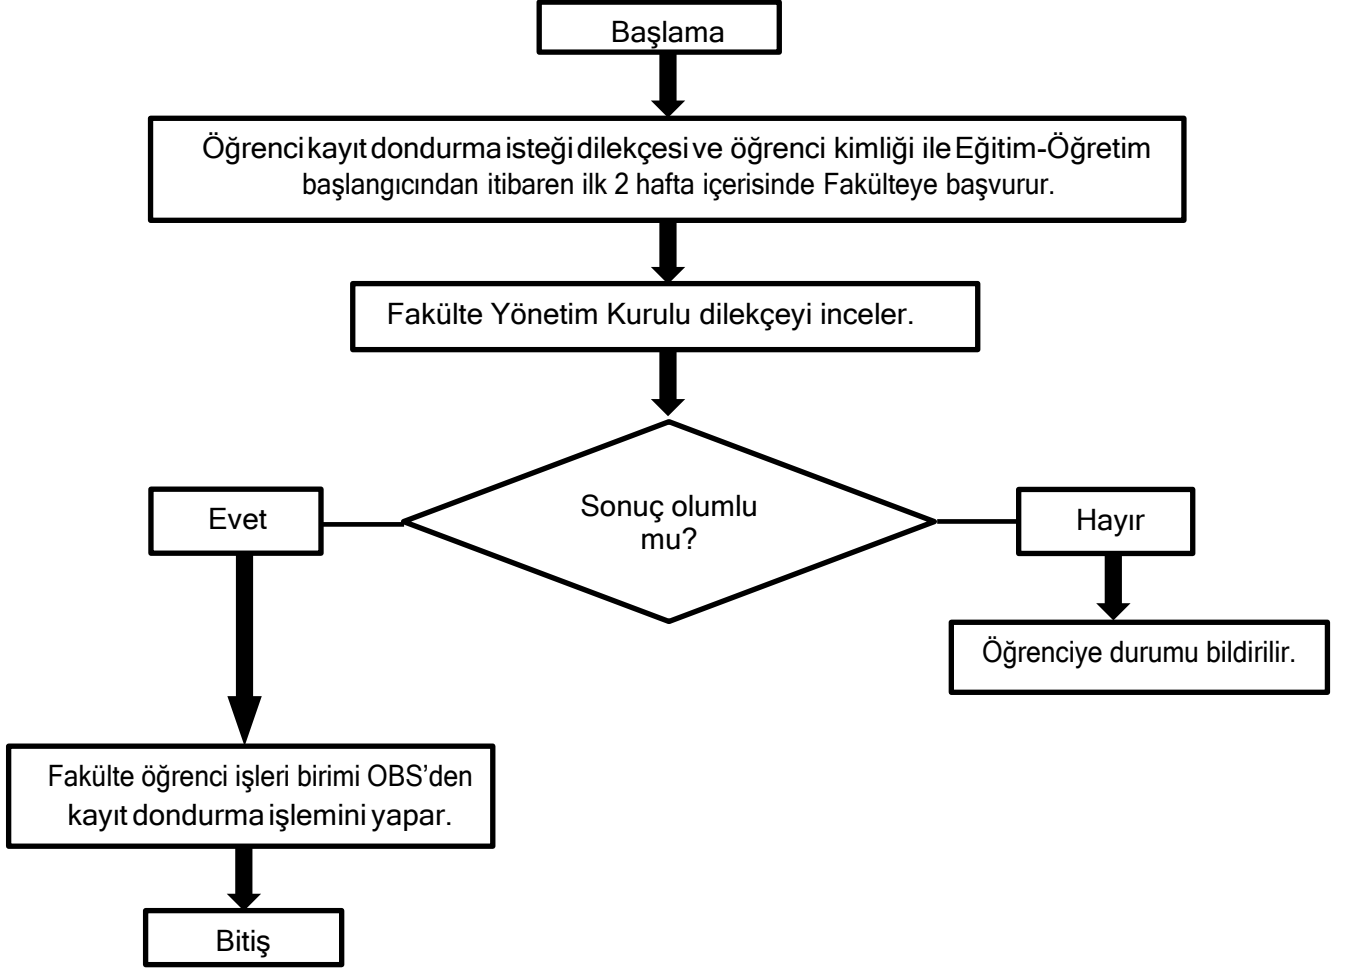 Başlama
Öğrenci kayıt dondurma isteği dilekçesi ve öğrenci kimliği ile Eğitim-Öğretim
başlangıcından itibaren ilk 2 hafta içerisinde Fakülteye başvurur.
Fakülte Yönetim Kurulu dilekçeyi inceler.
Sonuç olumlu
mu?
Evet
Hayır
Öğrenciye durumu bildirilir.
Fakülte öğrenci işleri birimi OBS’den
kayıt dondurma işlemini yapar.
Bitiş